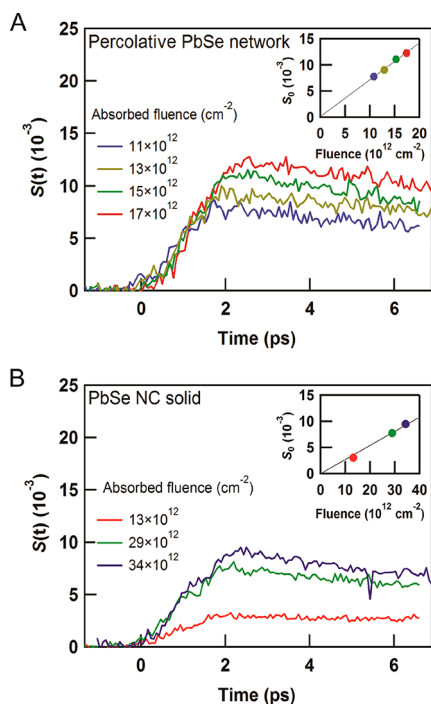 A
Percolative PbSe network
Absorbed fluence (cm⁻²)
11×10¹²
13×10¹²
15×10¹²
17×10¹²
S(t) (10⁻³)
25
20
15
10
5
0
0 2 4 6
Time (ps)
S₀ (10⁻³)
15
10
5
0
0 5 10 15 20
Fluence (10¹² cm⁻²)
B
PbSe NC solid
Absorbed fluence (cm⁻²)
13×10¹²
29×10¹²
34×10¹²
S(t) (10⁻³)
25
20
15
10
5
0
0 2 4 6
Time (ps)
S₀ (10⁻³)
15
10
5
0
0 10 20 30 40
Fluence (10¹² cm⁻²)